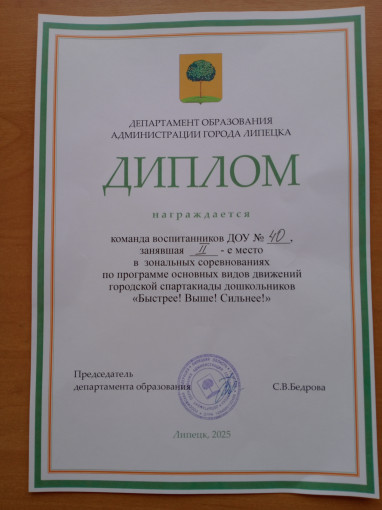 ДЕПАРТАМЕНТ ОБРАЗОВАНИЯ
АДМИНИСТРАЦИИ ГОРОДА ЛИПЕЦКА
ДИПЛОМ
награждается
команда воспитанников ДОУ № 40,
занявшая II - е место
в зональных соревнованиях
по программе основных видов движений
городской спартакиады дошкольников
«Быстрее! Выше! Сильнее!»
Председатель
департамента образования С.В.Бедрова
Липецк, 2025